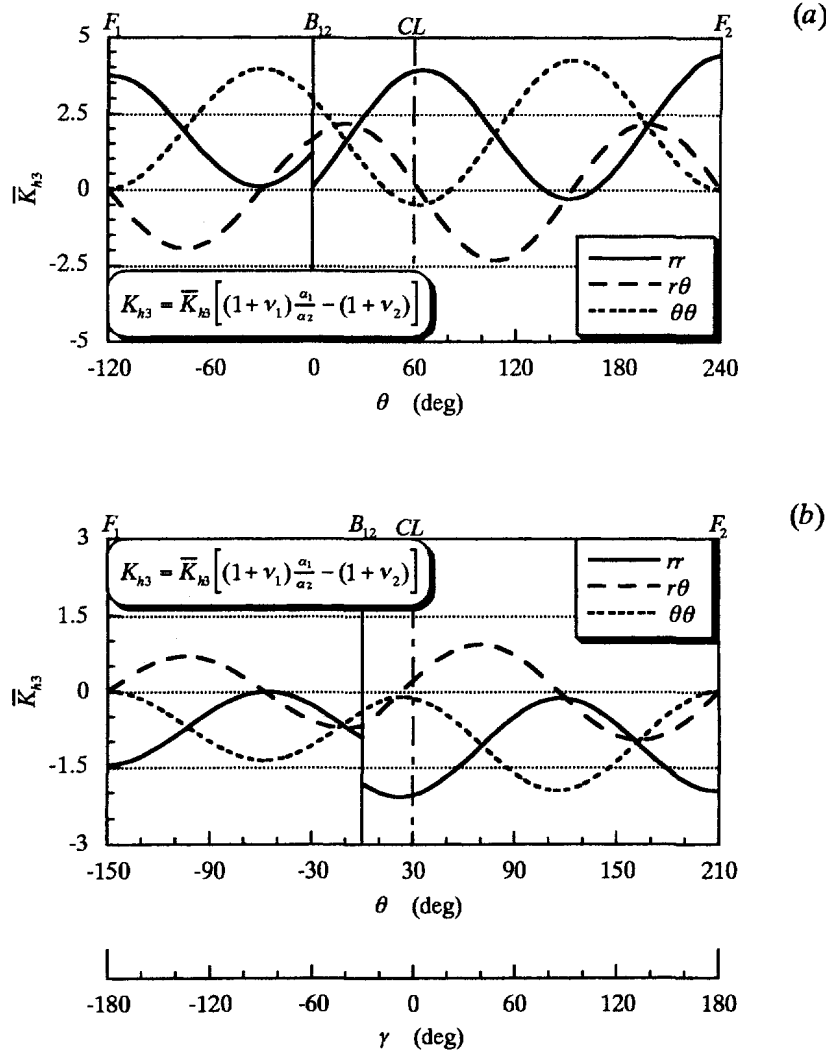 (a)
F₁ B₁₂ CL F₂
5
2.5
0
-2.5
-5
K̅ₕ₃
rr
rθ
θθ
Kₕ₃ = K̅ₕ₃[(1+ν₁) α₁/α₂ − (1+ν₂)]
-120 -60 0 60 120 180 240
θ (deg)
(b)
F₁ B₁₂ CL F₂
3
1.5
0
-1.5
-3
K̅ₕ₃
Kₕ₃ = K̅ₕ₃[(1+ν₁) α₁/α₂ − (1+ν₂)]
rr
rθ
θθ
-150 -90 -30 30 90 150 210
θ (deg)
-180 -120 -60 0 60 120 180
γ (deg)